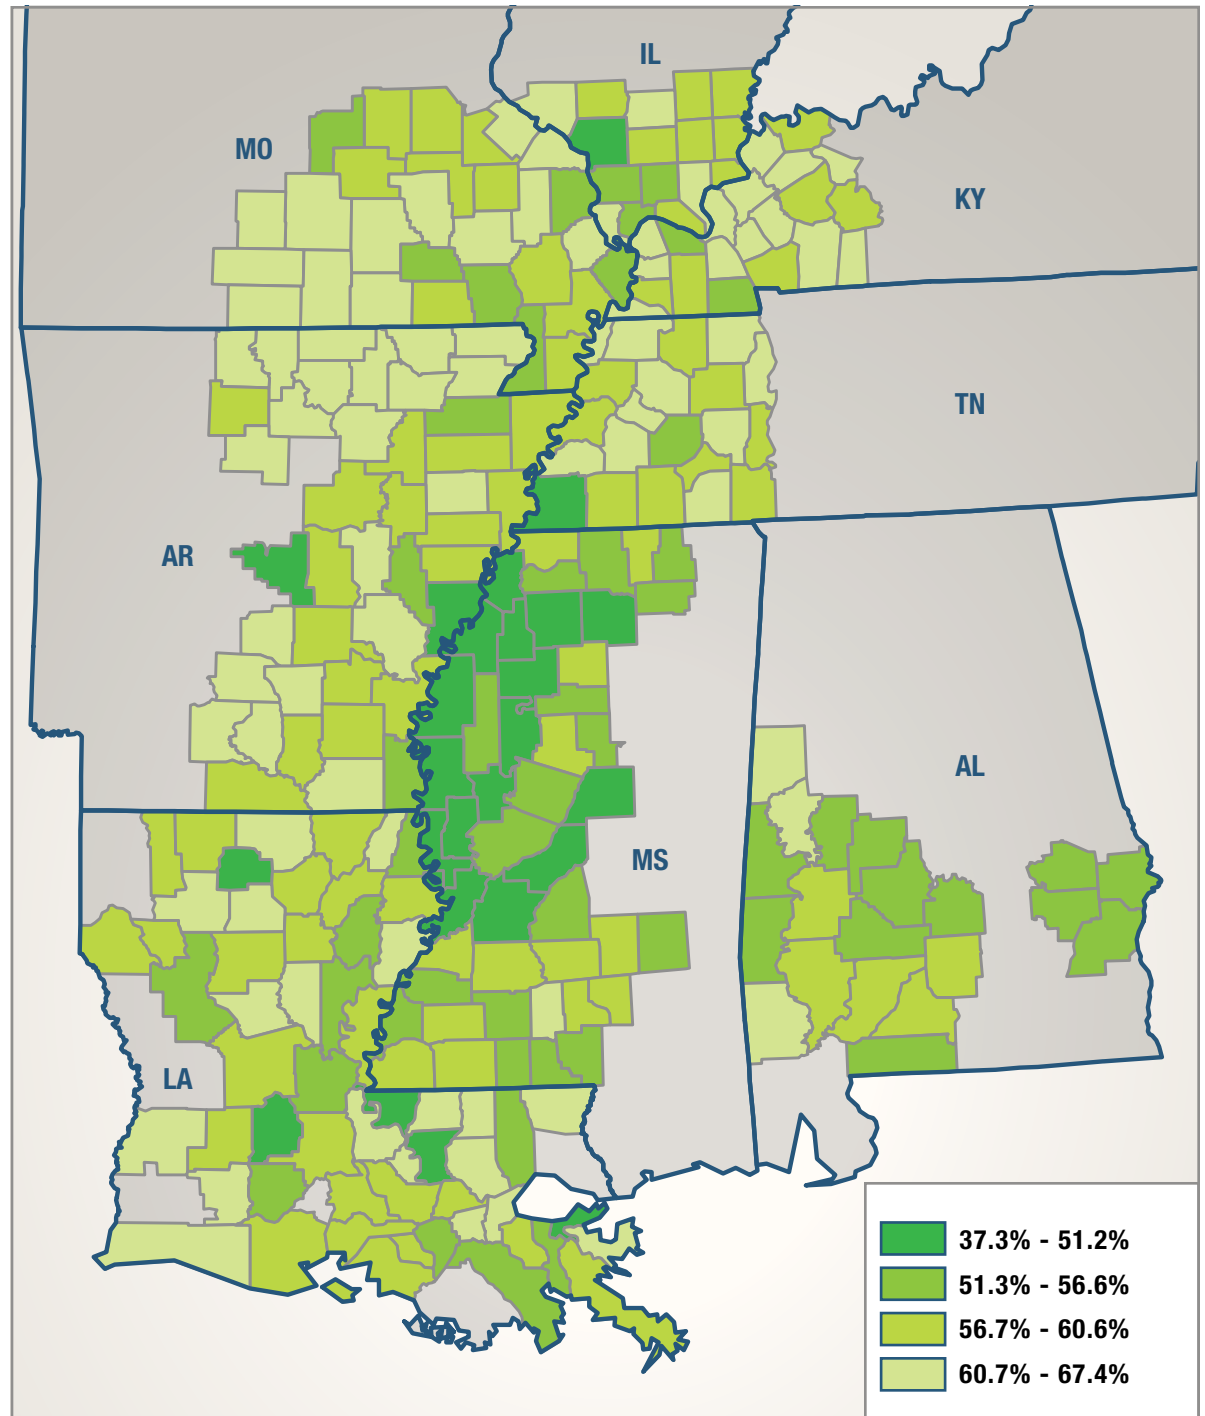 IL
MO
KY
TN
AR
AL
MS
LA
37.3% - 51.2%
51.3% - 56.6%
56.7% - 60.6%
60.7% - 67.4%